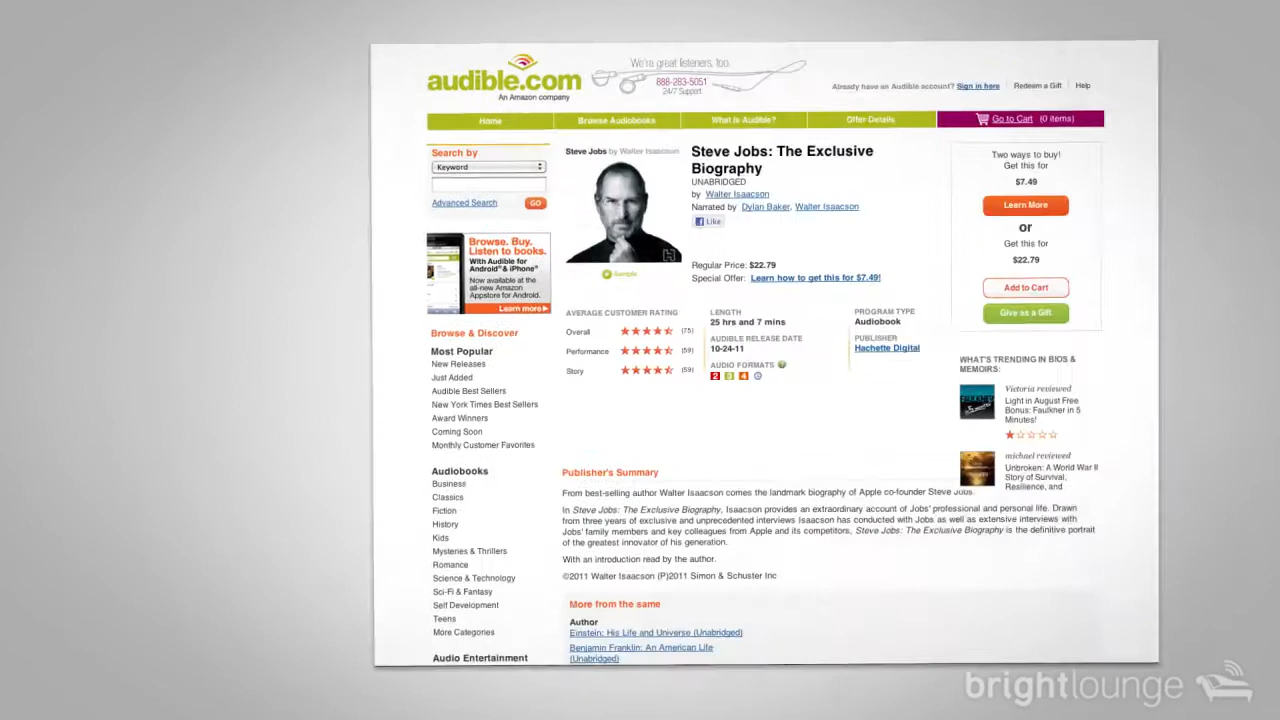 We're great listeners, too.
audible.com
888-283-5051
24/7 Support
An Amazon company
Already have an Audible account? Sign in here
Redeem a Gift
Help
Home
Browse Audiobooks
What is Audible?
Offer Details
Go to Cart (0 items)
Search by
Keyword
Advanced Search
GO
Browse. Buy.
Listen to books.
With Audible for
Android® & iPhone®
Now available at the
all-new Amazon
Appstore for Android.
Learn more
Browse & Discover
Most Popular
New Releases
Just Added
Audible Best Sellers
New York Times Best Sellers
Award Winners
Coming Soon
Monthly Customer Favorites
Audiobooks
Business
Classics
Fiction
History
Kids
Mysteries & Thrillers
Romance
Science & Technology
Sci-Fi & Fantasy
Self Development
Teens
More Categories
Audio Entertainment
Steve Jobs by Walter Isaacson
Sample
Steve Jobs: The Exclusive
Biography
UNABRIDGED
by Walter Isaacson
Narrated by Dylan Baker, Walter Isaacson
Like
Regular Price: $22.79
Special Offer: Learn how to get this for $7.49!
AVERAGE CUSTOMER RATING
Overall (75)
Performance (59)
Story (59)
LENGTH
25 hrs and 7 mins
AUDIBLE RELEASE DATE
10-24-11
AUDIO FORMATS
2 3 4
PROGRAM TYPE
Audiobook
PUBLISHER
Hachette Digital
Publisher's Summary
From best-selling author Walter Isaacson comes the landmark biography of Apple co-founder Steve Jobs.
In Steve Jobs: The Exclusive Biography, Isaacson provides an extraordinary account of Jobs' professional and personal life. Drawn
from three years of exclusive and unprecedented interviews Isaacson has conducted with Jobs as well as extensive interviews with
Jobs' family members and key colleagues from Apple and its competitors, Steve Jobs: The Exclusive Biography is the definitive portrait
of the greatest innovator of his generation.
With an introduction read by the author.
©2011 Walter Isaacson (P)2011 Simon & Schuster Inc
More from the same
Author
Einstein: His Life and Universe (Unabridged)
Benjamin Franklin: An American Life
(Unabridged)
Two ways to buy!
Get this for
$7.49
Learn More
or
Get this for
$22.79
Add to Cart
Give as a Gift
WHAT'S TRENDING IN BIOS &
MEMOIRS:
Victoria reviewed
Light in August Free
Bonus: Faulkner in 5
Minutes!
michael reviewed
Unbroken: A World War II
Story of Survival,
Resilience, and
brightlounge